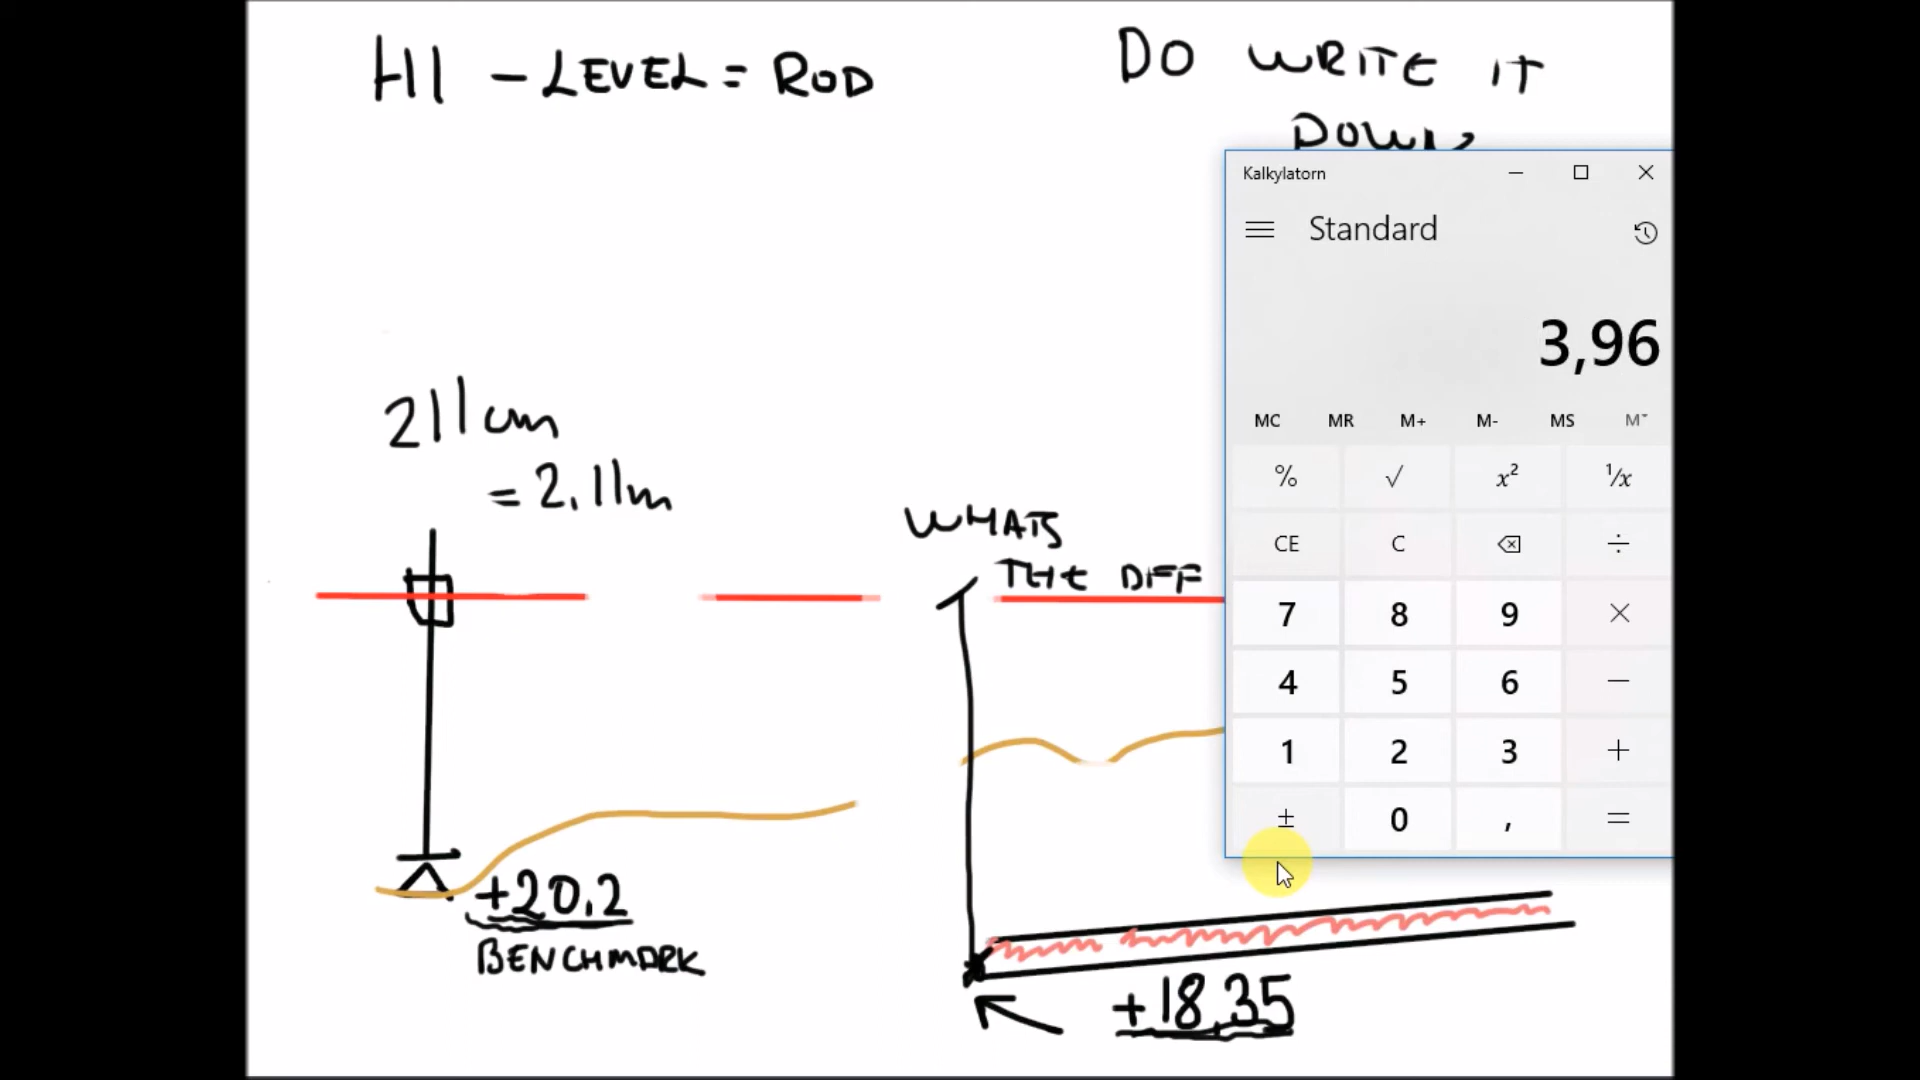 HI - LEVEL = ROD
DO WRITE IT
DOWN
Kalkylatorn
Standard
3,96
MC MR M+ M- MS M˅
% √ x² ¹/x
CE C ÷
7 8 9 ×
4 5 6 −
1 2 3 +
± 0 , =
211cm
= 2.11m
WHATS
THE DIFF
+20.2
BENCHMARK
+18,35